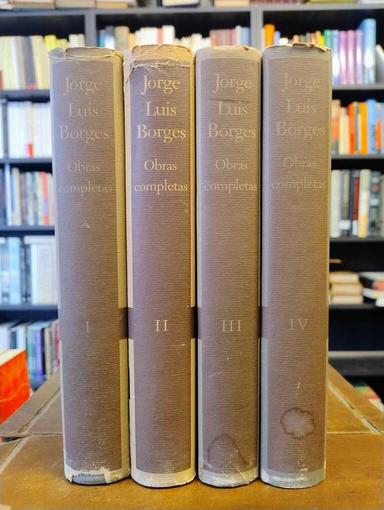 Jorge
Luis
Borges
Obras
completas
I
Jorge
Luis
Borges
Obras
completas
II
Jorge
Luis
Borges
Obras
completas
III
Jorge
Luis
Borges
Obras
completas
IV